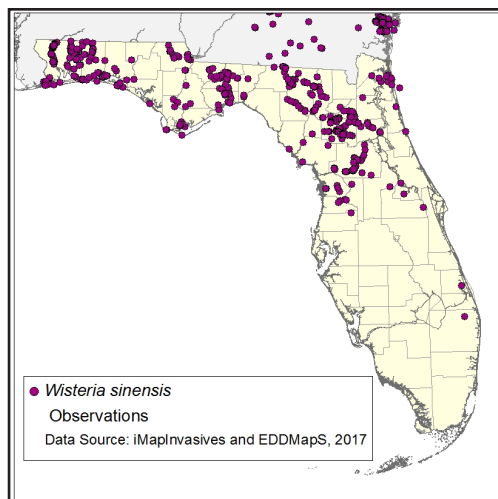 Wisteria sinensis
Observations
Data Source: iMapInvasives and EDDMapS, 2017